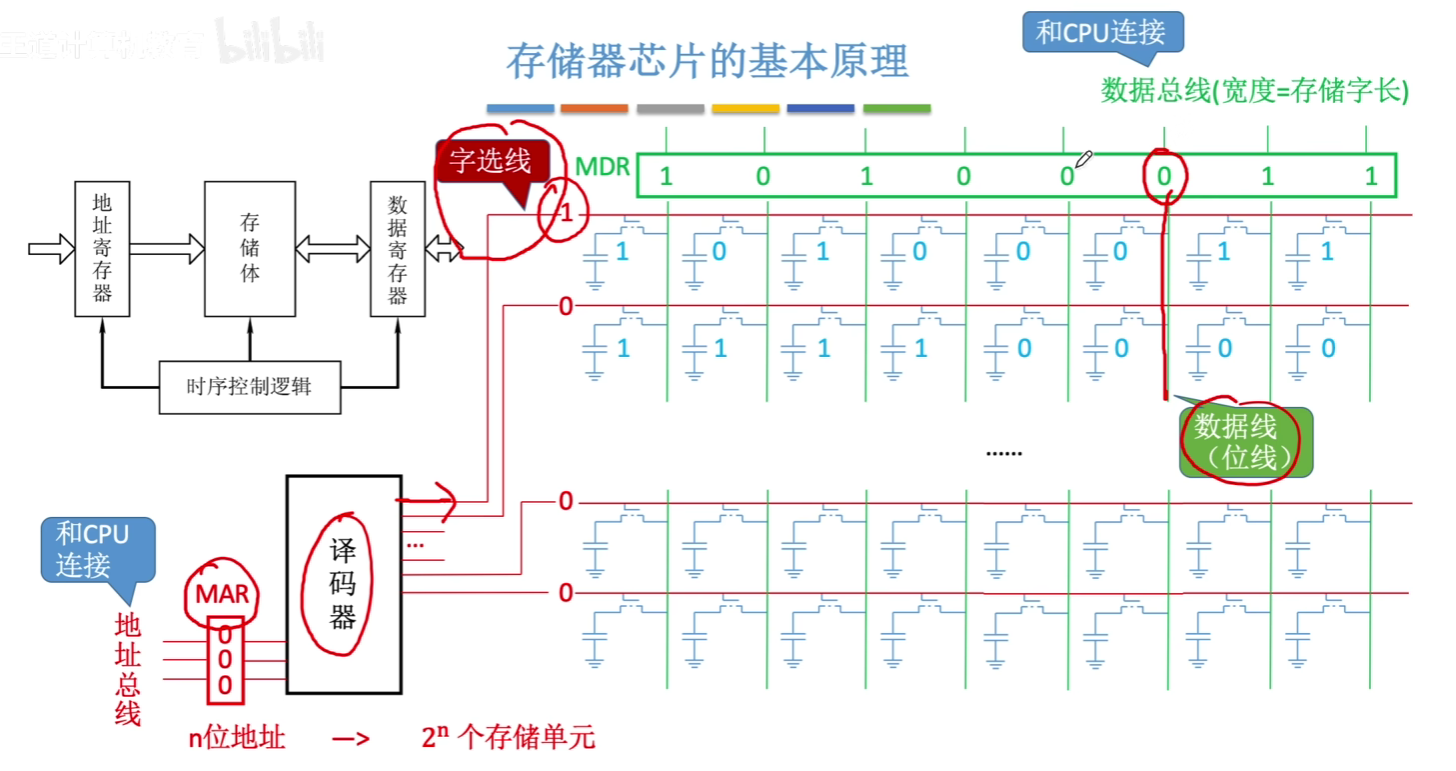 王道计算机教育 bilibili
存储器芯片的基本原理
和CPU连接
数据总线(宽度=存储字长)
字选线
MDR
1 0 1 0 0 0 1 1
地址寄存器
存储体
数据寄存器
时序控制逻辑
1
1 0 1 0 0 0 1 1
0
1 1 1 1 0 0 0 0
数据线
（位线）
......
0
0
和CPU
连接
地址总线
MAR
0
0
0
译码器
...
n位地址 —> 2ⁿ 个存储单元